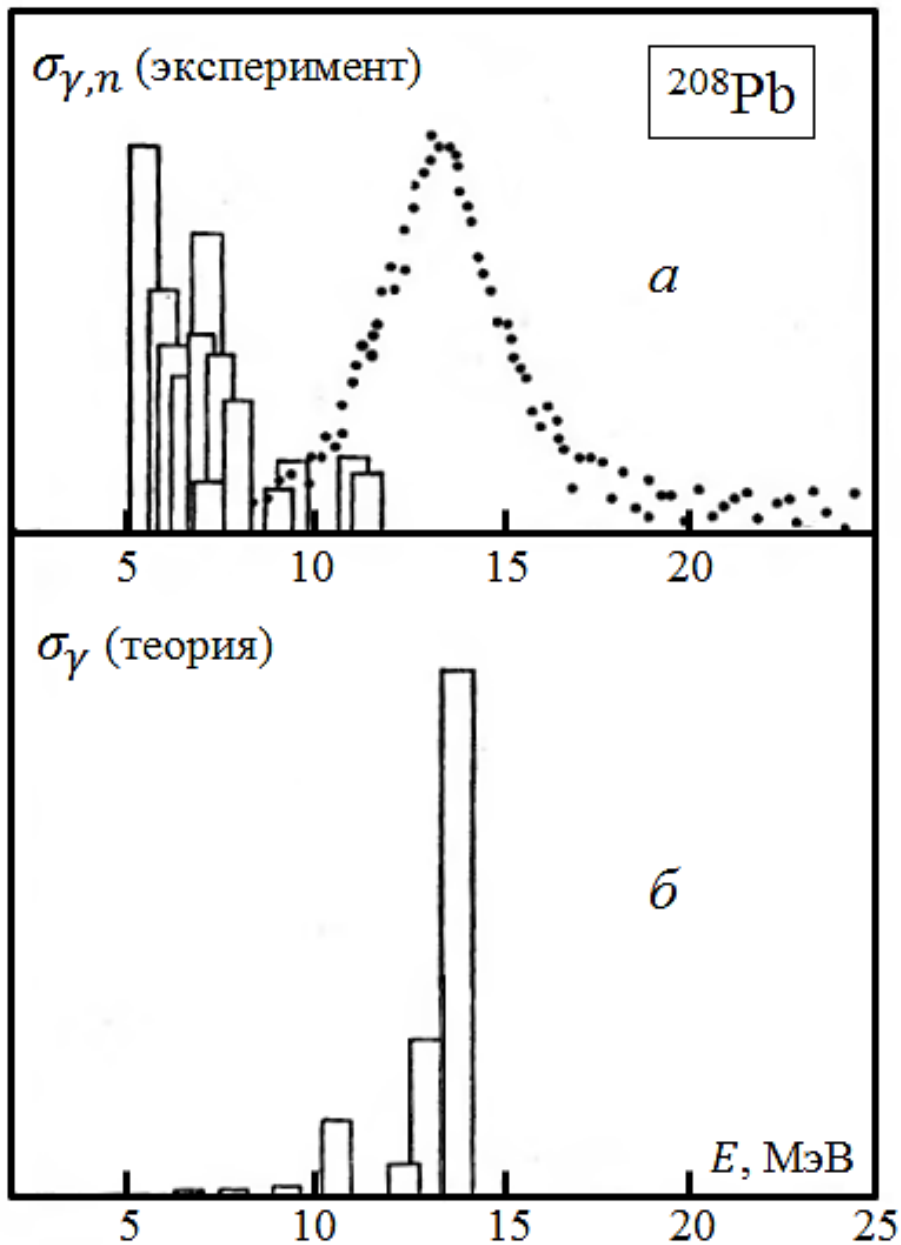 σγ,n (эксперимент)
²⁰⁸Pb
а
5 10 15 20
σγ (теория)
б
E, МэВ
5 10 15 20 25